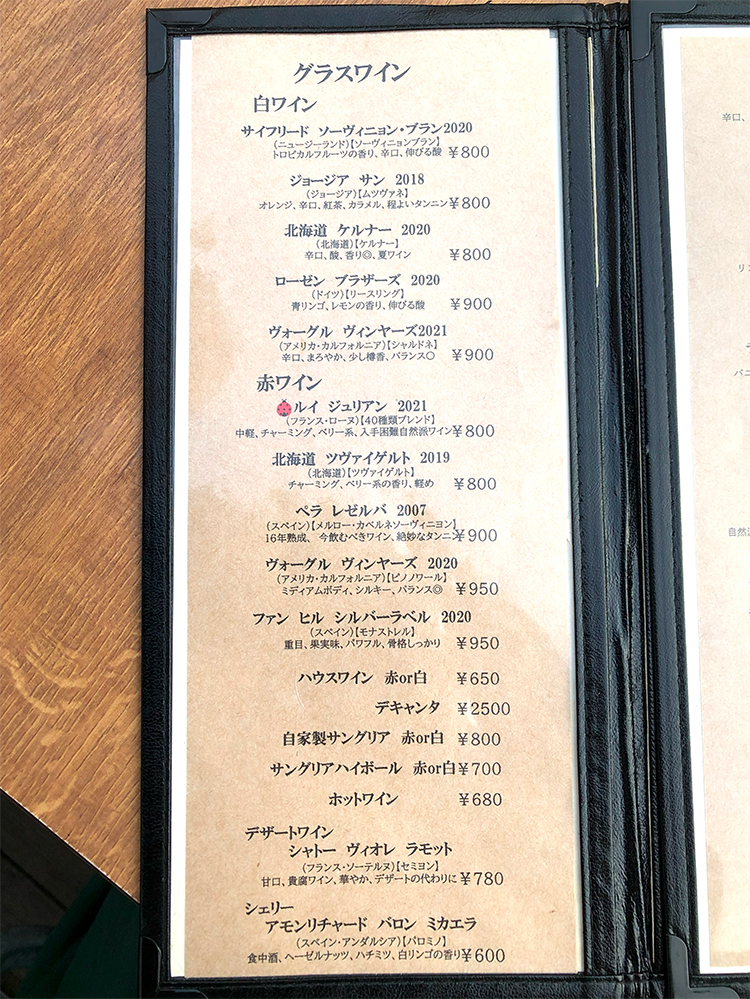 グラスワイン
白ワイン
サイフリード ソーヴィニョン・ブラン2020
(ニュージーランド)【ソーヴィニョンブラン】
トロピカルフルーツの香り、辛口、伸びる酸 ¥800
ジョージア サン 2018
(ジョージア)【ムツヴァネ】
オレンジ、辛口、紅茶、カラメル、程よいタンニン¥800
北海道 ケルナー 2020
(北海道)【ケルナー】
辛口、酸、香り◎、夏ワイン ¥800
ローゼン ブラザーズ 2020
(ドイツ)【リースリング】
青リンゴ、レモンの香り、伸びる酸 ¥900
ヴォーグル ヴィンヤーズ2021
(アメリカ・カルフォルニア)【シャルドネ】
辛口、まろやか、少し樽香、バランス〇 ¥900
赤ワイン
ルイ ジュリアン 2021
(フランス・ローヌ)【40種類ブレンド】
中軽、チャーミング、ベリー系、入手困難自然派ワイン¥800
北海道 ツヴァイゲルト 2019
(北海道)【ツヴァイゲルト】
チャーミング、ベリー系の香り、軽め ¥800
ペラ レゼルバ 2007
(スペイン)【メルロー・カベルネソーヴィニヨン】
16年熟成、 今飲むべきワイン、絶妙なタンニン¥900
ヴォーグル ヴィンヤーズ 2020
(アメリカ・カルフォルニア)【ピノノワール】
ミディアムボディ、シルキー、バランス◎ ¥950
ファン ヒル シルバーラベル 2020
(スペイン)【モナストレル】
重目、果実味、パワフル、骨格しっかり ¥950
ハウスワイン 赤or白 ¥650
デキャンタ ¥2500
自家製サングリア 赤or白 ¥800
サングリアハイボール 赤or白¥700
ホットワイン ¥680
デザートワイン
シャトー ヴィオレ ラモット
(フランス・ソーテルヌ)【セミヨン】
甘口、貴腐ワイン、華やか、デザートの代わりに ¥780
シェリー
アモンリチャード バロン ミカエラ
(スペイン・アンダルシア)【パロミノ】
食中酒、ヘーゼルナッツ、ハチミツ、白リンゴの香り¥600
辛口、
リン
バニ
自然派